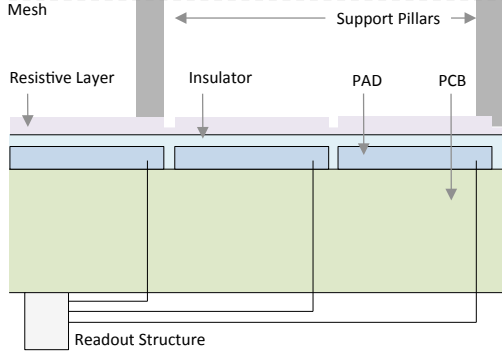 Mesh
Support Pillars
Resistive Layer
Insulator
PAD
PCB
Readout Structure